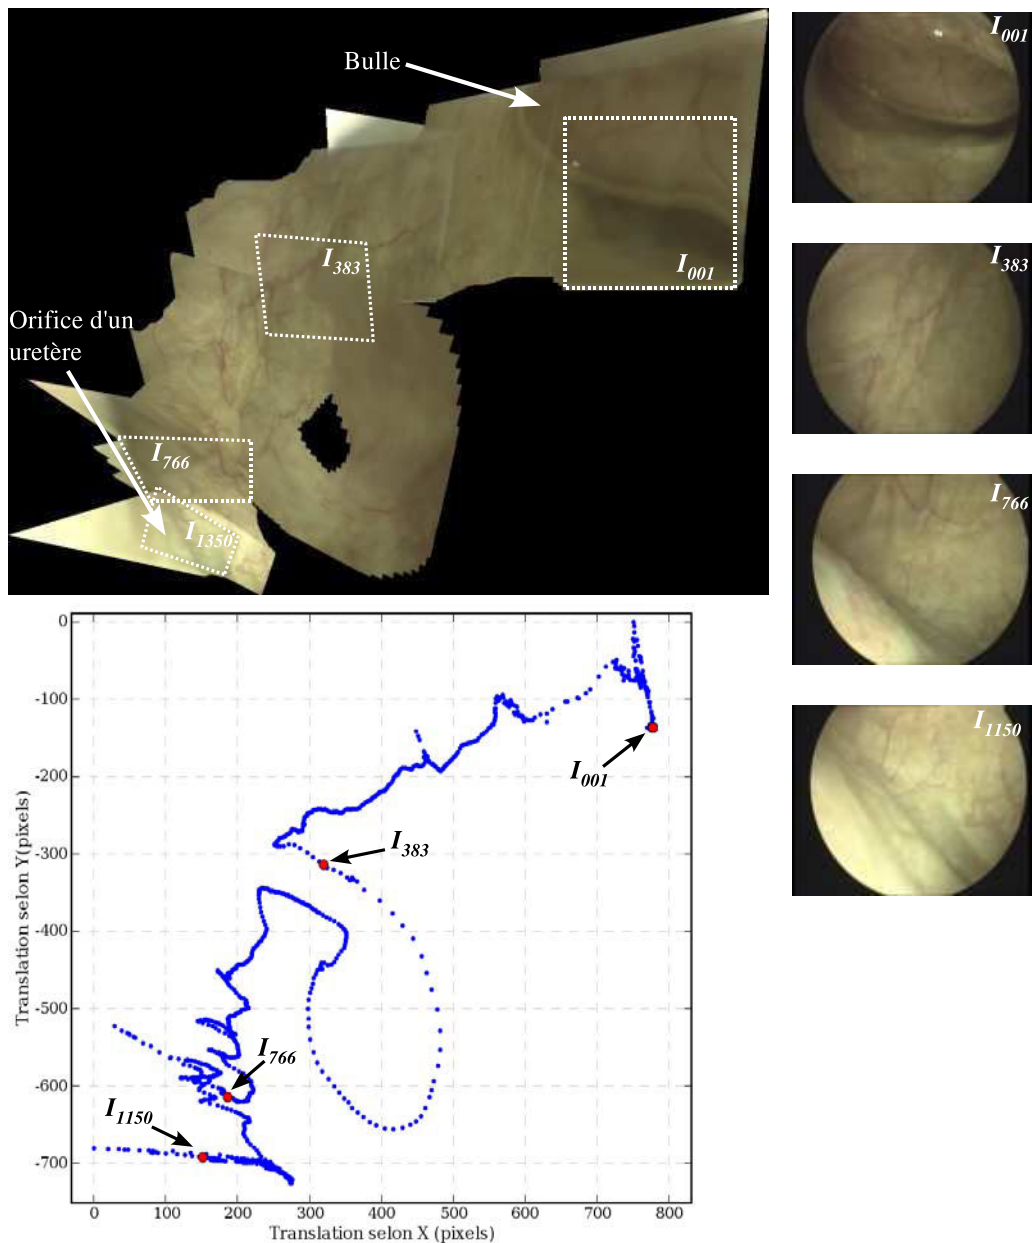 Bulle
I383
I001
Orifice d'un
uretère
I766
I1350
I001
I383
I766
I1150
0
-100
-200
-300
-400
-500
-600
-700
Translation selon Y(pixels)
I001
I383
I766
I1150
0 100 200 300 400 500 600 700 800
Translation selon X (pixels)